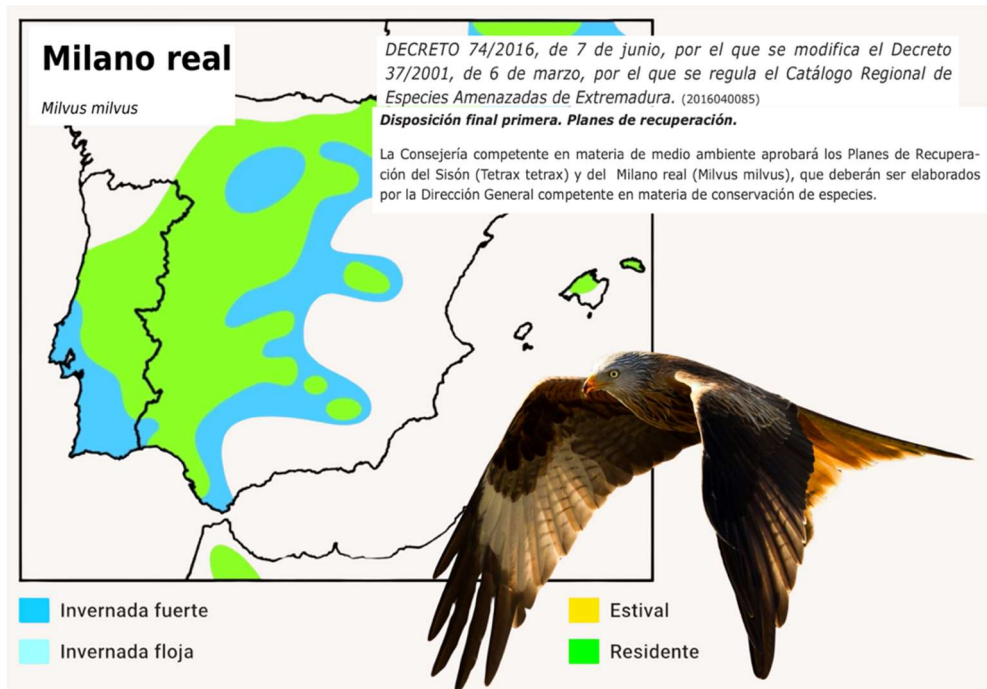 Milano real
Milvus milvus
DECRETO 74/2016, de 7 de junio, por el que se modifica el Decreto
37/2001, de 6 de marzo, por el que se regula el Catálogo Regional de
Especies Amenazadas de Extremadura. (2016040085)
Disposición final primera. Planes de recuperación.
La Consejería competente en materia de medio ambiente aprobará los Planes de Recupera-
ción del Sisón (Tetrax tetrax) y del Milano real (Milvus milvus), que deberán ser elaborados
por la Dirección General competente en materia de conservación de especies.
Invernada fuerte
Invernada floja
Estival
Residente